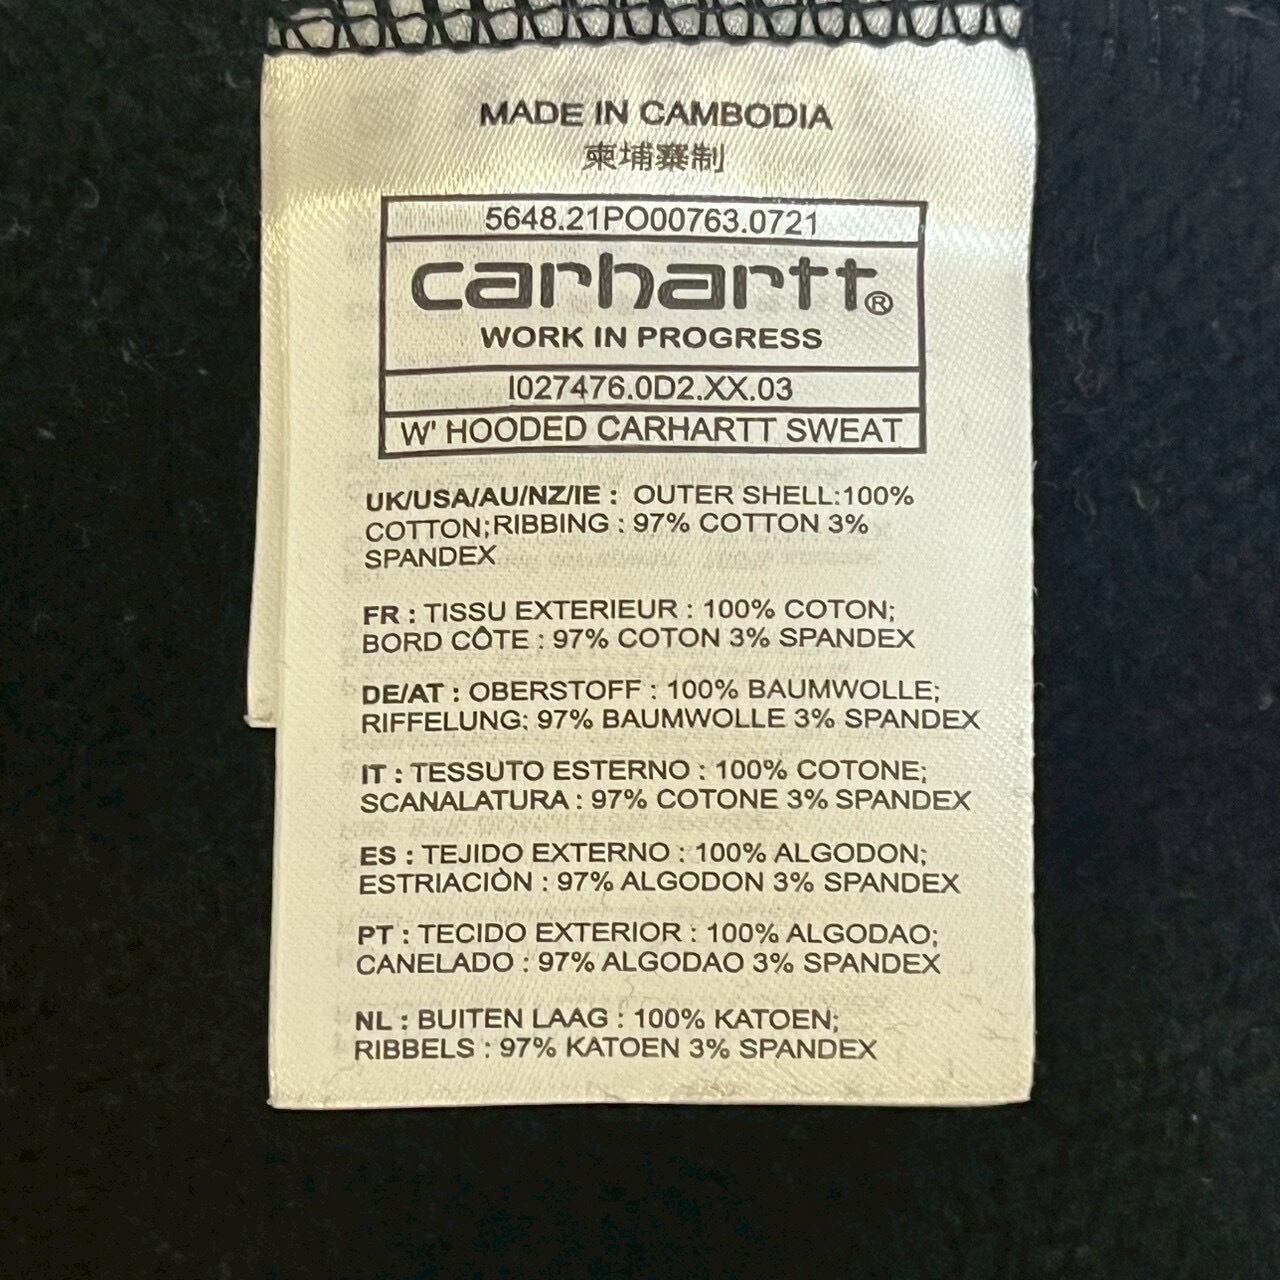 MADE IN CAMBODIA
柬埔寨制
5648.21PO00763.0721
carhartt®
WORK IN PROGRESS
I027476.0D2.XX.03
W' HOODED CARHARTT SWEAT
UK/USA/AU/NZ/IE : OUTER SHELL:100%
COTTON;RIBBING : 97% COTTON 3%
SPANDEX
FR : TISSU EXTERIEUR : 100% COTON;
BORD CÔTE : 97% COTON 3% SPANDEX
DE/AT : OBERSTOFF : 100% BAUMWOLLE;
RIFFELUNG: 97% BAUMWOLLE 3% SPANDEX
IT : TESSUTO ESTERNO : 100% COTONE;
SCANALATURA : 97% COTONE 3% SPANDEX
ES : TEJIDO EXTERNO : 100% ALGODON;
ESTRIACIÒN : 97% ALGODON 3% SPANDEX
PT : TECIDO EXTERIOR : 100% ALGODAO;
CANELADO : 97% ALGODAO 3% SPANDEX
NL : BUITEN LAAG : 100% KATOEN;
RIBBELS : 97% KATOEN 3% SPANDEX